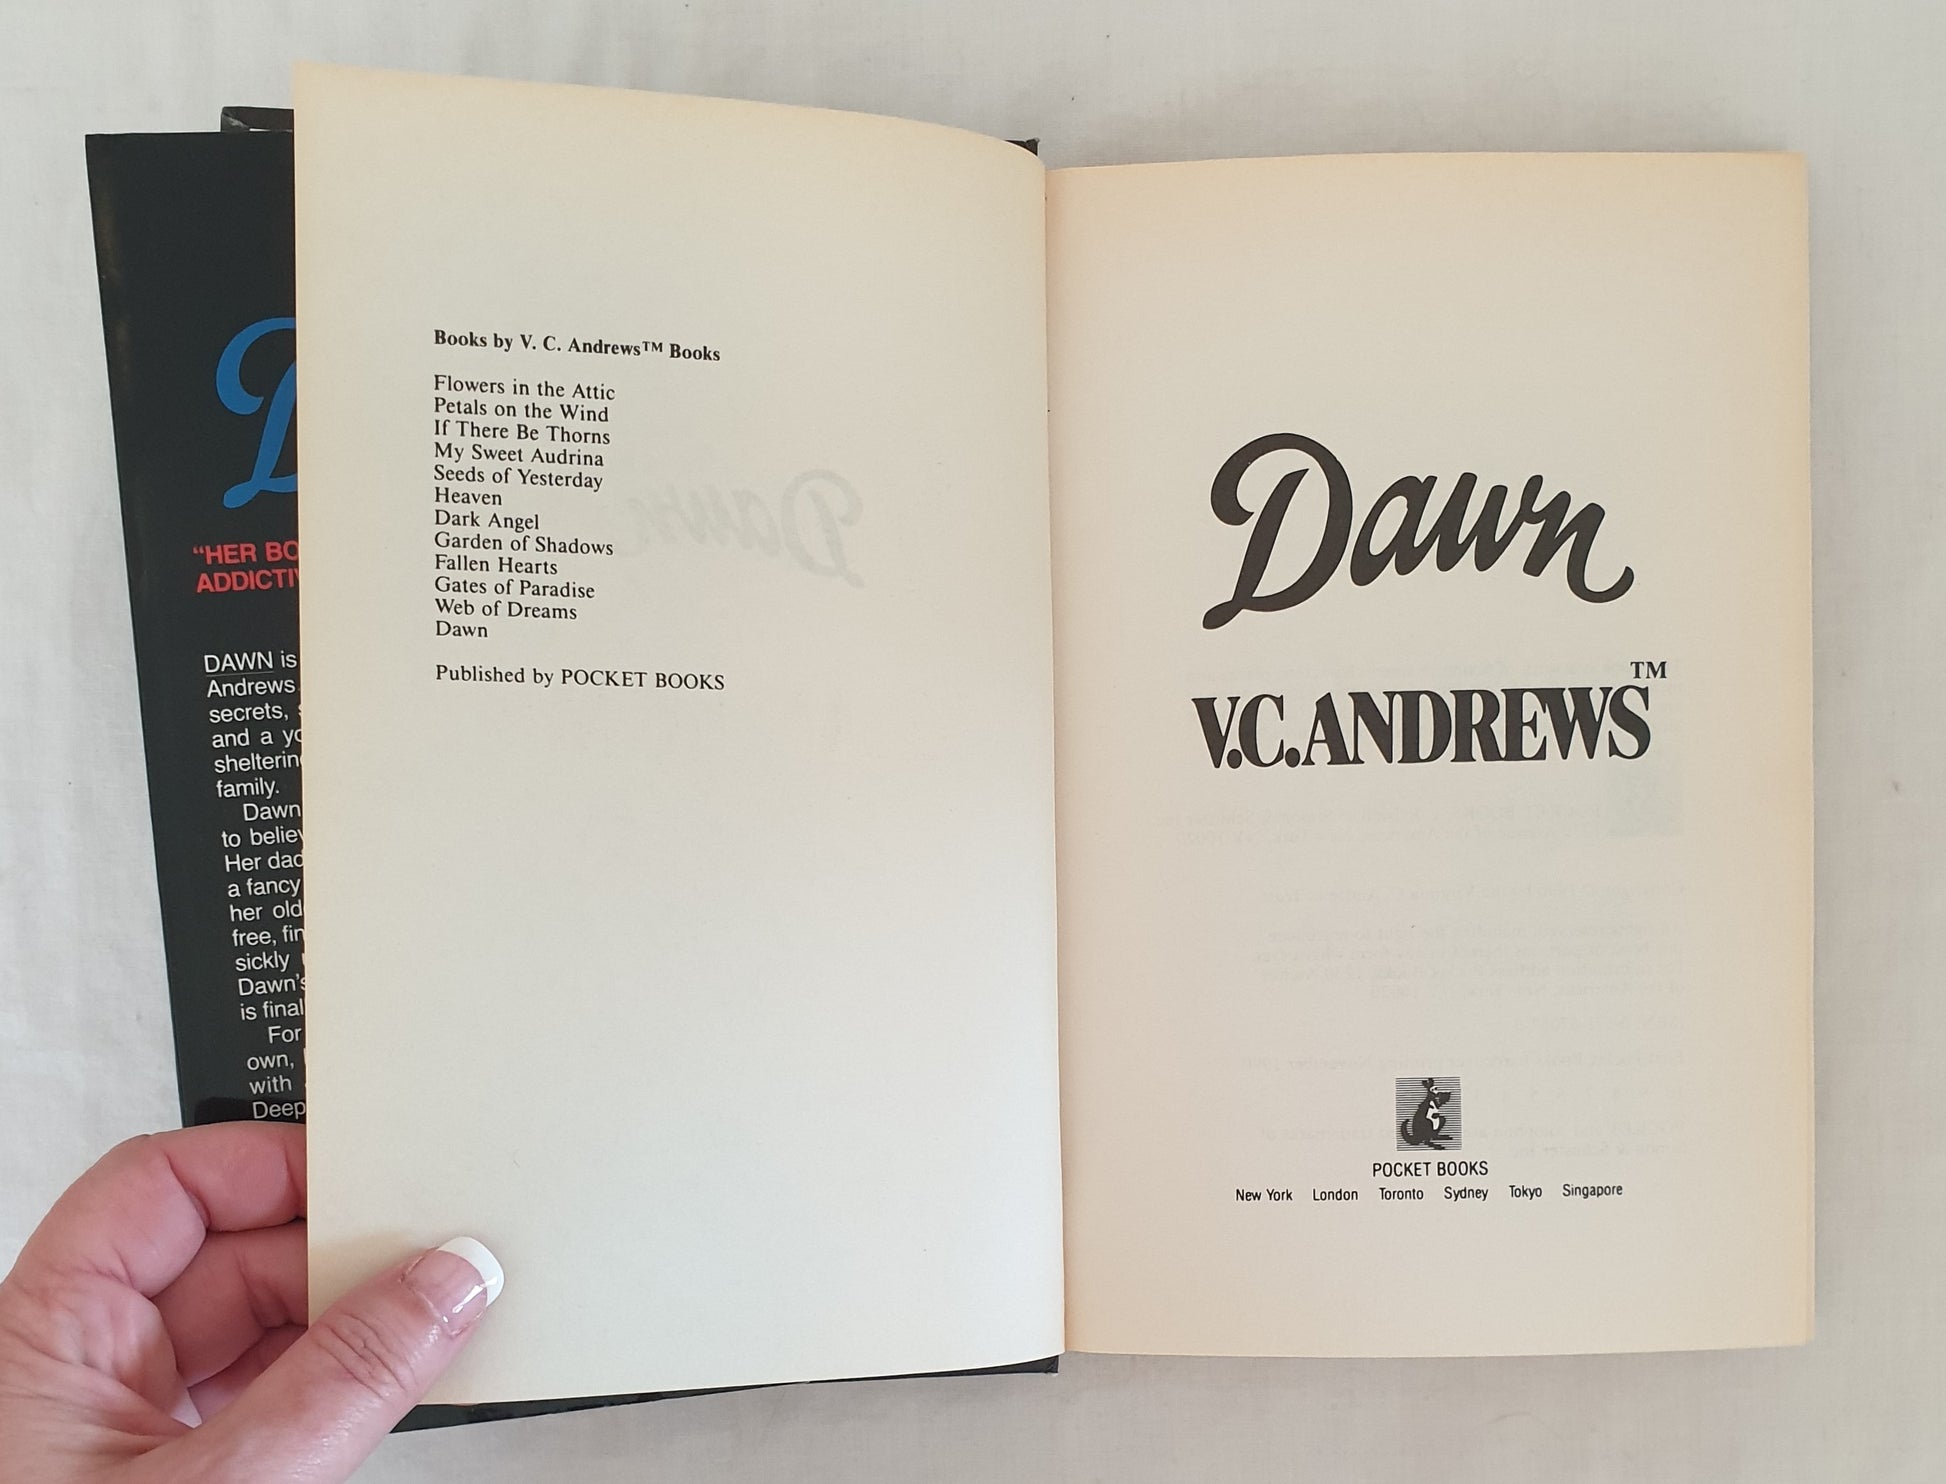 "HER BO
ADDICTI
DAWN is
Andrews
secrets,
and a yo
sheltering
family.
Dawn
to believ
Her dad
a fancy
her old
free, fin
sickly
Dawn's
is final
For
own,
with
Deep
Books by V. C. Andrews™ Books
Flowers in the Attic
Petals on the Wind
If There Be Thorns
My Sweet Audrina
Seeds of Yesterday
Heaven
Dark Angel
Garden of Shadows
Fallen Hearts
Gates of Paradise
Web of Dreams
Dawn
Published by POCKET BOOKS
Dawn
V.C. ANDREWS™
POCKET BOOKS
New York London Toronto Sydney Tokyo Singapore